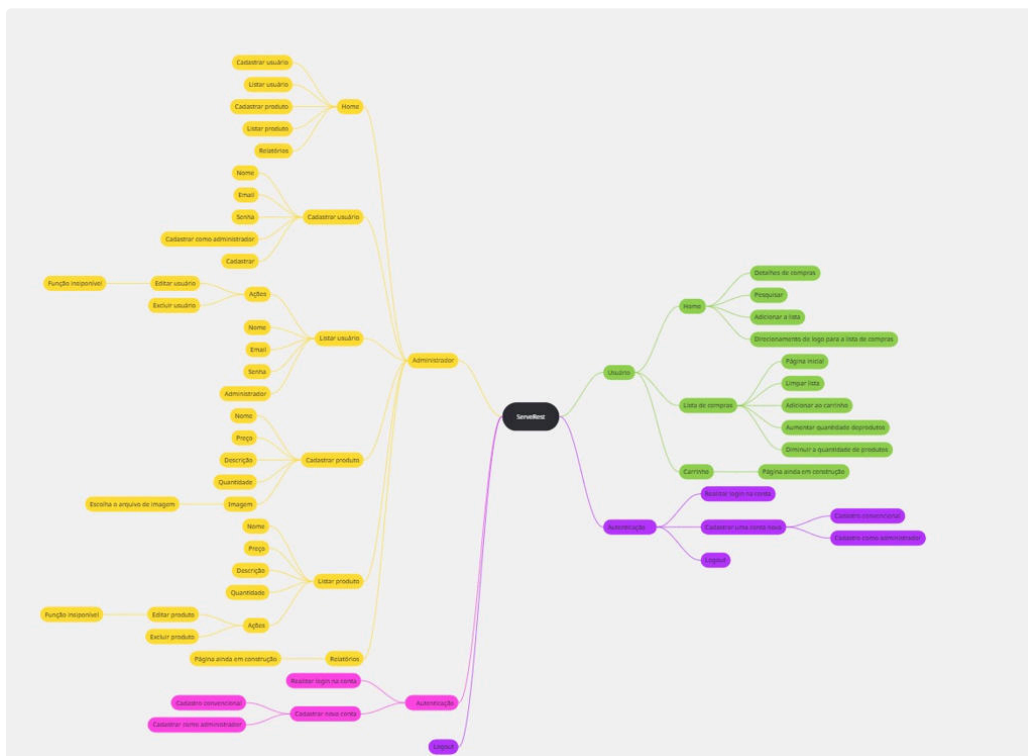 Cadastrar usuário
Listar usuário
Cadastrar produto
Listar produto
Relatórios
Home
Nome
Email
Senha
Cadastrar como administrador
Cadastrar
Cadastrar usuário
Função insiponível
Editar usuário
Excluir usuário
Ações
Nome
Email
Senha
Administrador
Listar usuário
Administrador
Nome
Preço
Descrição
Quantidade
Imagem
Escolha o arquivo de imagem
Cadastrar produto
Nome
Preço
Descrição
Quantidade
Listar produto
Função insiponível
Editar produto
Excluir produto
Ações
Página ainda em construção
Relatórios
Realizar login na conta
Cadastro convencional
Cadastrar como administrador
Cadastrar nova conta
Autenticação
Logout
ServeRest
Usuário
Home
Detalhes de compras
Pesquisar
Adicionar a lista
Direcionamento do logo para a lista de compras
Lista de compras
Página inicial
Limpar lista
Adicionar ao carrinho
Aumentar quantidade deprodutos
Diminuir a quantidade de produtos
Carrinho
Página ainda em construção
Autenticação
Realizar login na conta
Cadastrar uma conta nova
Cadastro convencional
Cadastro como administrador
Logout